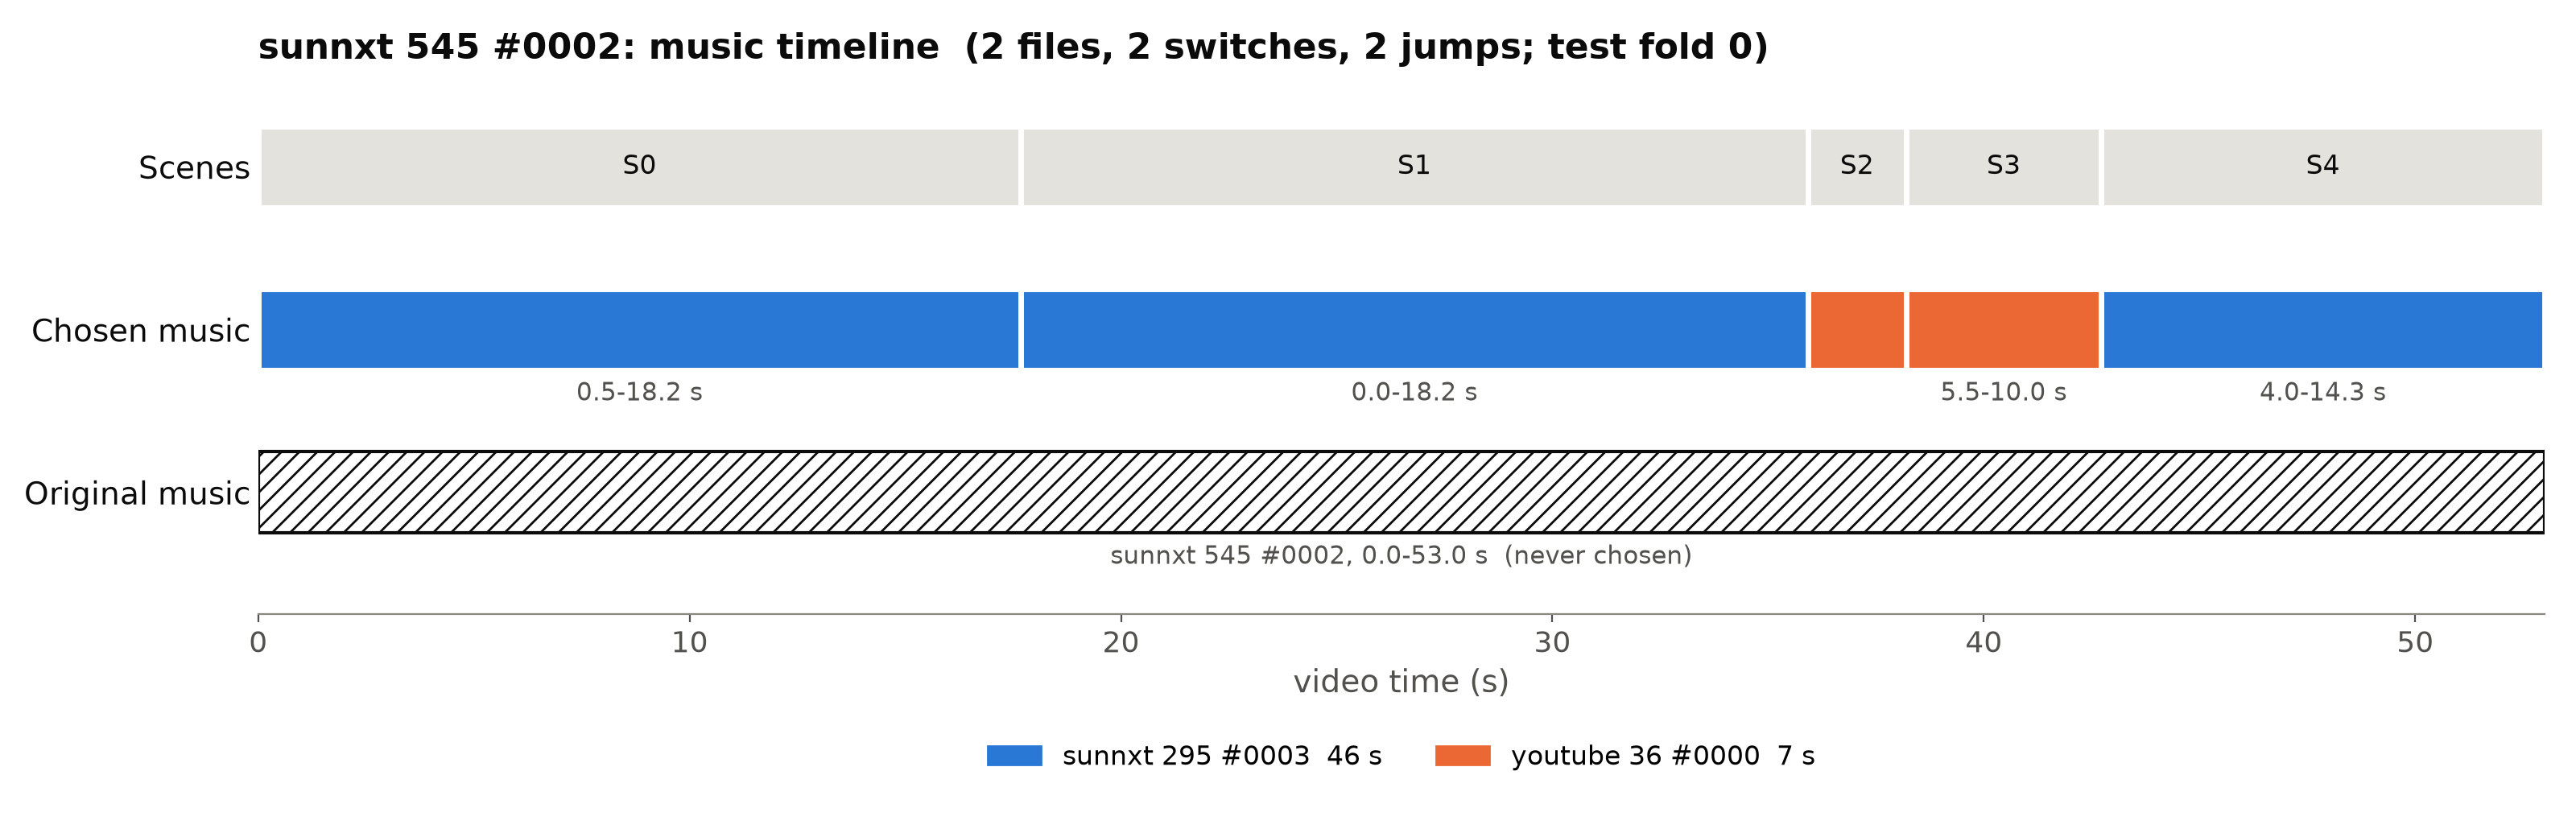 sunnxt 545 #0002: music timeline  (2 files, 2 switches, 2 jumps; test fold 0)
Scenes
S0
S1
S2
S3
S4
Chosen music
0.5-18.2 s
0.0-18.2 s
5.5-10.0 s
4.0-14.3 s
Original music
sunnxt 545 #0002, 0.0-53.0 s  (never chosen)
0
10
20
30
40
50
video time (s)
sunnxt 295 #0003  46 s
youtube 36 #0000  7 s